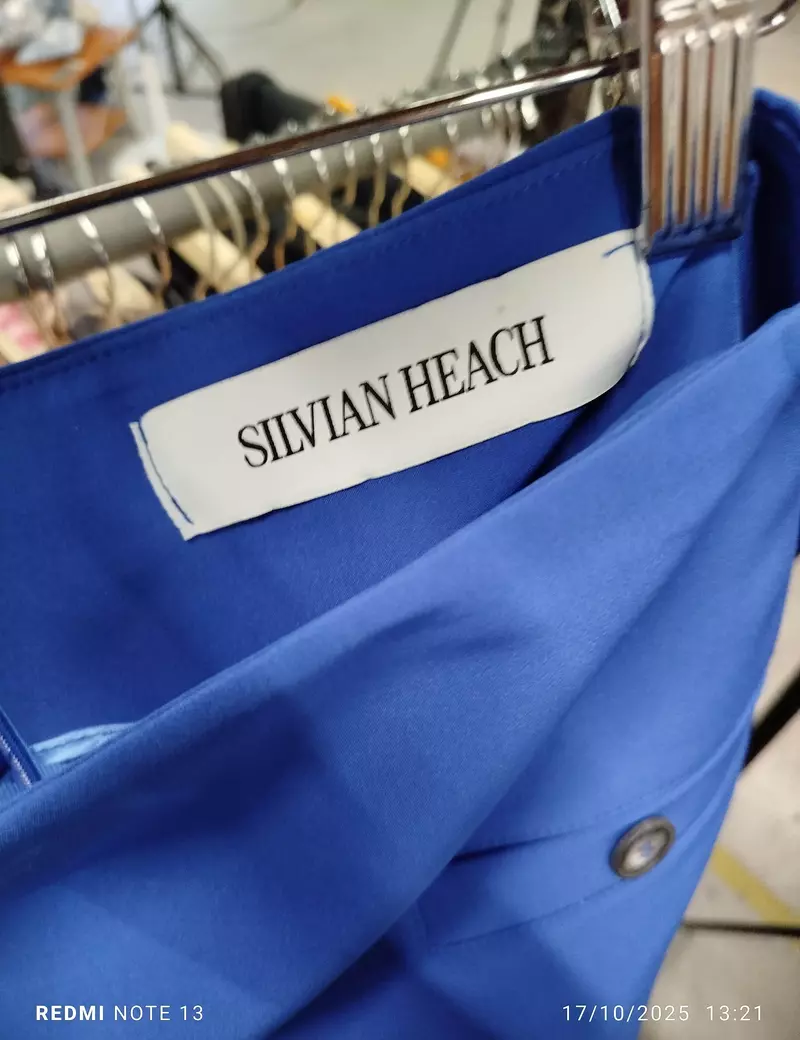 SILVIAN HEACH
REDMI NOTE 13
17/10/2025 13:21